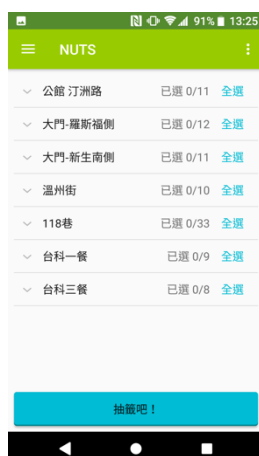 91% 13:25
NUTS
公館 汀洲路 已選 0/11 全選
大門-羅斯福側 已選 0/12 全選
大門-新生南側 已選 0/11 全選
溫州街 已選 0/10 全選
118巷 已選 0/33 全選
台科一餐 已選 0/9 全選
台科三餐 已選 0/8 全選
抽籤吧！